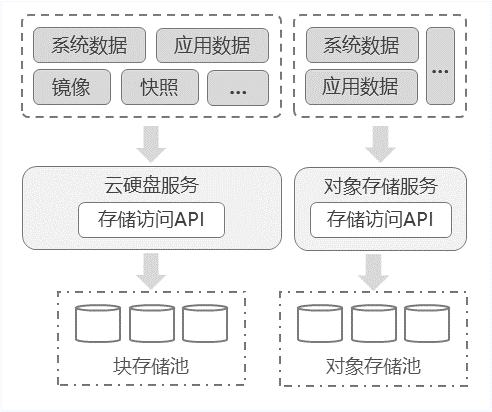 系统数据
应用数据
镜像
快照
...
系统数据
应用数据
...
云硬盘服务
存储访问API
对象存储服务
存储访问API
块存储池
对象存储池